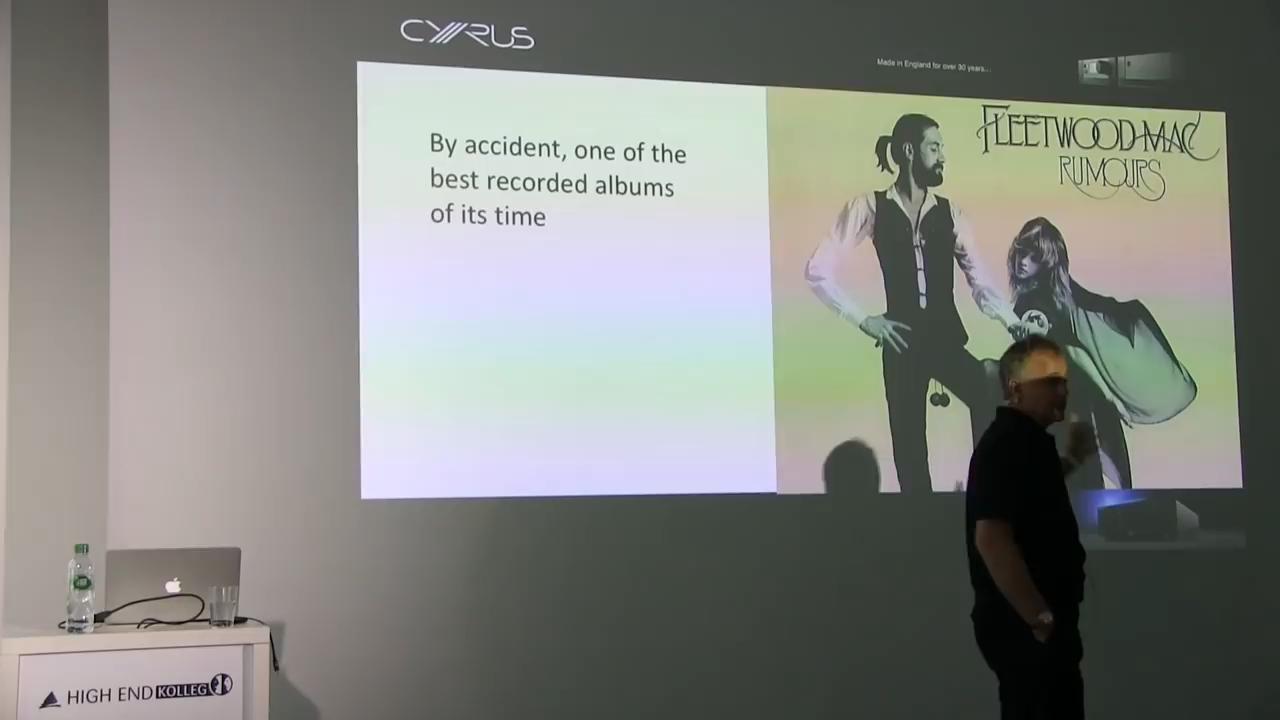 CYRUS
Made in England for over 30 years...
By accident, one of the
best recorded albums
of its time
FLEETWOOD MAC
RUMOURS
HIGH END KOLLEG